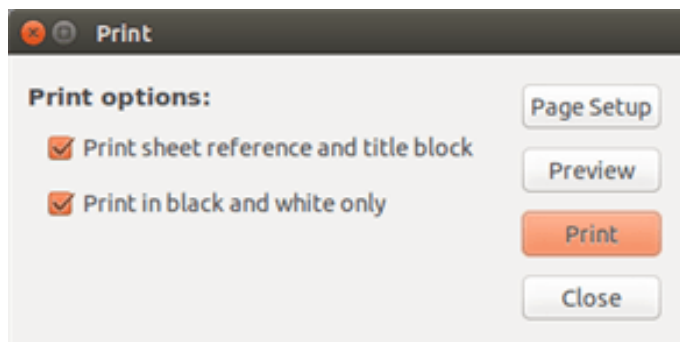 Print
Print options:
Page Setup
Print sheet reference and title block
Preview
Print in black and white only
Print
Close